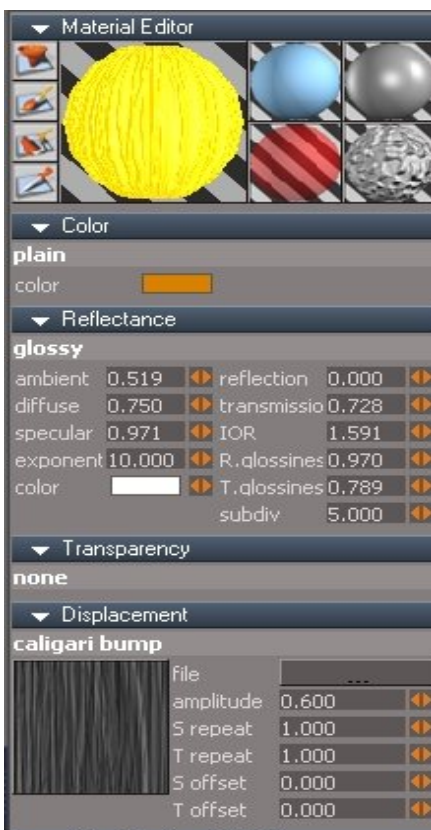 Material Editor
Color
plain
color
Reflectance
glossy
ambient 0.519 reflection 0.000
diffuse 0.750 transmissio 0.728
specular 0.971 IOR 1.591
exponent 10.000 R.glossines 0.970
color T.glossines 0.789
subdiv 5.000
Transparency
none
Displacement
caligari bump
file ...
amplitude 0.600
S repeat 1.000
T repeat 1.000
S offset 0.000
T offset 0.000